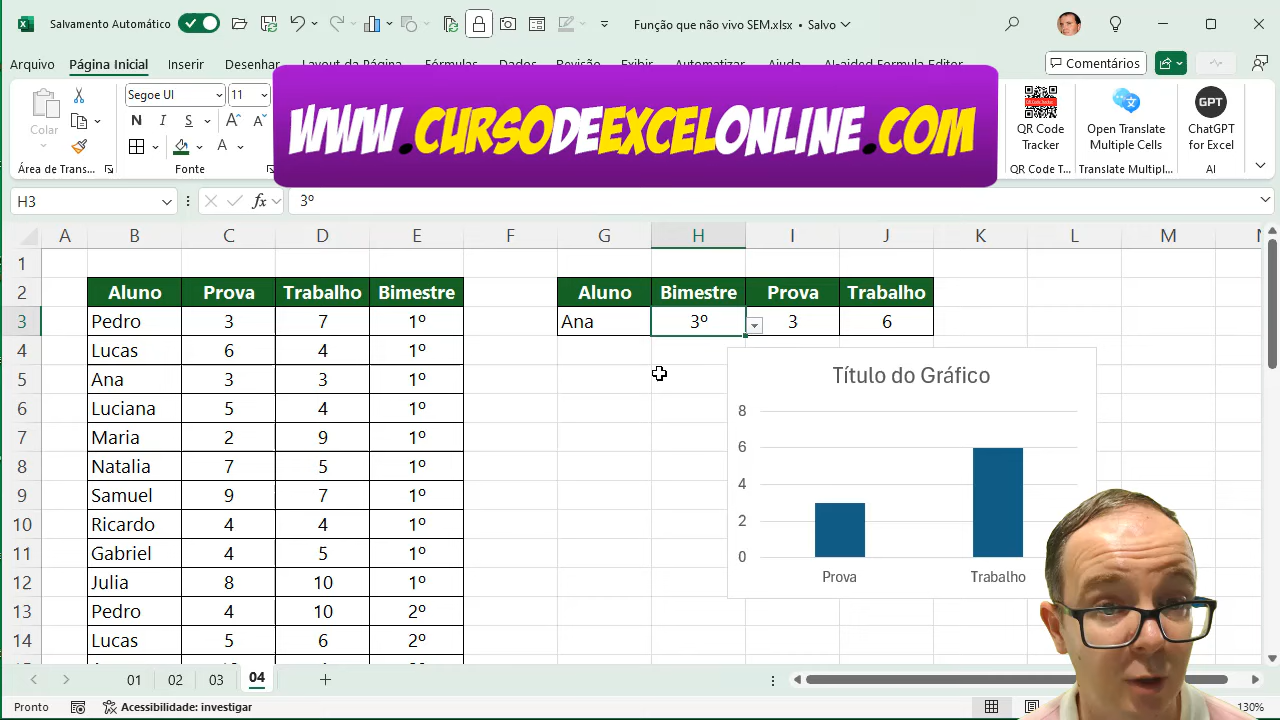 Salvamento Automático
Função que não vivo SEM.xlsx • Salvo
Arquivo Página Inicial Inserir Desenhar Layout da Página Fórmulas Dados Revisão Exibir Automatizar Ajuda AI-aided Formula Editor
Comentários
WWW.CURSODEEXCELONLINE.COM
Colar
Segoe UI 11
N I S
Área de Trans... Fonte
QR Code Tracker
QR Code T...
Open Translate Multiple Cells
Translate Multipl...
GPT
ChatGPT for Excel
AI
H3 fx 3º
A B C D E F G H I J K L M
1
2 Aluno Prova Trabalho Bimestre Aluno Bimestre Prova Trabalho
3 Pedro 3 7 1º Ana 3º 3 6
4 Lucas 6 4 1º
5 Ana 3 3 1º
6 Luciana 5 4 1º
7 Maria 2 9 1º
8 Natalia 7 5 1º
9 Samuel 9 7 1º
10 Ricardo 4 4 1º
11 Gabriel 4 5 1º
12 Julia 8 10 1º
13 Pedro 4 10 2º
14 Lucas 5 6 2º
Título do Gráfico
8
6
4
2
0
Prova Trabalho
01 02 03 04
Pronto Acessibilidade: investigar 130%